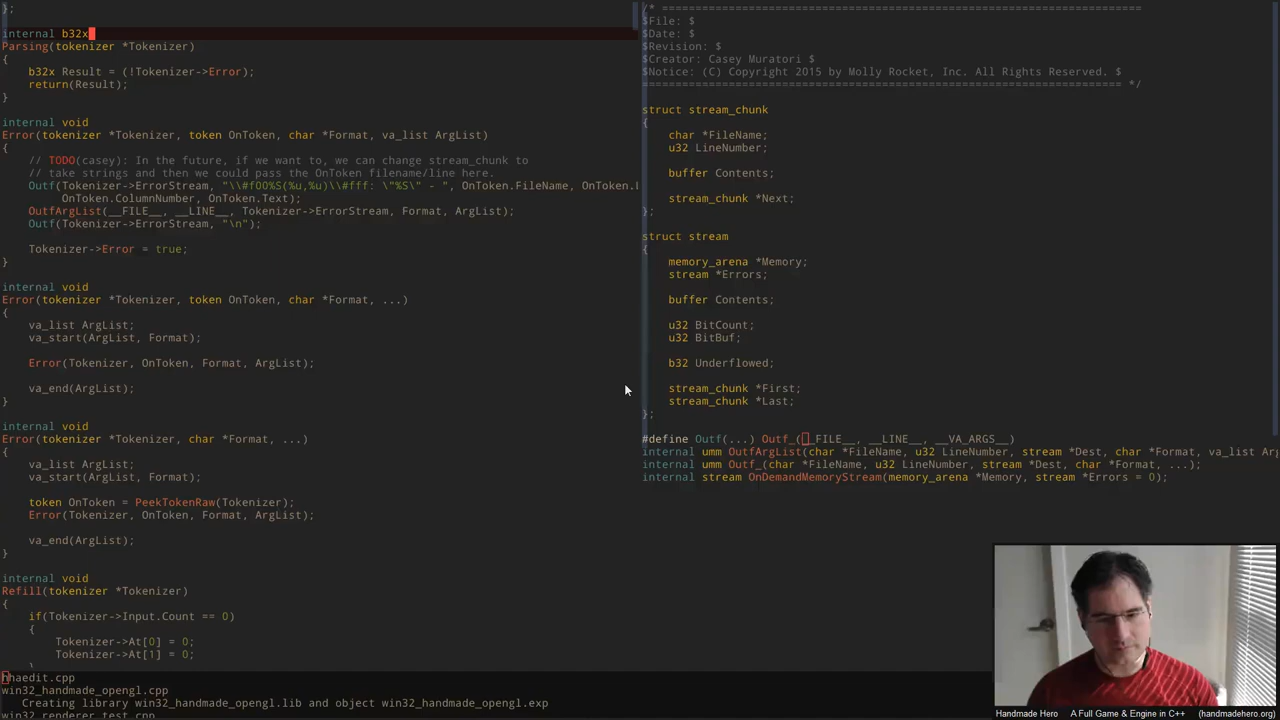 };
internal b32x
Parsing(tokenizer *Tokenizer)
{
b32x Result = (!Tokenizer->Error);
return(Result);
}
internal void
Error(tokenizer *Tokenizer, token OnToken, char *Format, va_list ArgList)
{
// TODO(casey): In the future, if we want to, we can change stream_chunk to
// take strings and then we could pass the OnToken filename/line here.
Outf(Tokenizer->ErrorStream, "\\#f00%S(%u,%u)\\#fff: \"%S\" - ", OnToken.FileName, OnToken.L
OnToken.ColumnNumber, OnToken.Text);
OutfArgList(__FILE__, __LINE__, Tokenizer->ErrorStream, Format, ArgList);
Outf(Tokenizer->ErrorStream, "\n");
Tokenizer->Error = true;
}
internal void
Error(tokenizer *Tokenizer, token OnToken, char *Format, ...)
{
va_list ArgList;
va_start(ArgList, Format);
Error(Tokenizer, OnToken, Format, ArgList);
va_end(ArgList);
}
internal void
Error(tokenizer *Tokenizer, char *Format, ...)
{
va_list ArgList;
va_start(ArgList, Format);
token OnToken = PeekTokenRaw(Tokenizer);
Error(Tokenizer, OnToken, Format, ArgList);
va_end(ArgList);
}
internal void
Refill(tokenizer *Tokenizer)
{
if(Tokenizer->Input.Count == 0)
{
Tokenizer->At[0] = 0;
Tokenizer->At[1] = 0;
}
/* ========================================================================
$File: $
$Date: $
$Revision: $
$Creator: Casey Muratori $
$Notice: (C) Copyright 2015 by Molly Rocket, Inc. All Rights Reserved. $
======================================================================== */
struct stream_chunk
{
char *FileName;
u32 LineNumber;
buffer Contents;
stream_chunk *Next;
};
struct stream
{
memory_arena *Memory;
stream *Errors;
buffer Contents;
u32 BitCount;
u32 BitBuf;
b32 Underflowed;
stream_chunk *First;
stream_chunk *Last;
};
#define Outf(...) Outf_(__FILE__, __LINE__, __VA_ARGS__)
internal umm OutfArgList(char *FileName, u32 LineNumber, stream *Dest, char *Format, va_list Arg
internal umm Outf_(char *FileName, u32 LineNumber, stream *Dest, char *Format, ...);
internal stream OnDemandMemoryStream(memory_arena *Memory, stream *Errors = 0);
hhaedit.cpp
win32_handmade_opengl.cpp
Creating library win32_handmade_opengl.lib and object win32_handmade_opengl.exp
win32_renderer_test.cpp
Handmade Hero A Full Game & Engine in C++ (handmadehero.org)